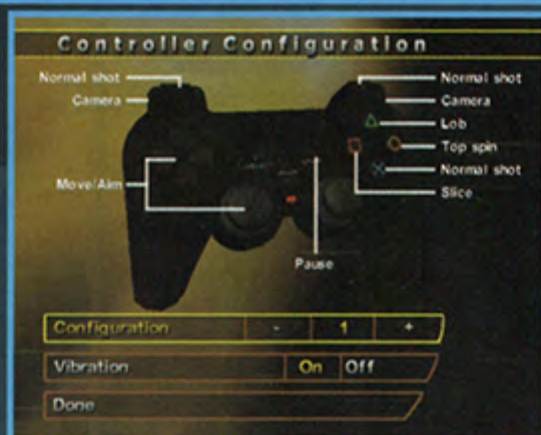 Controller Configuration
Normal shot
Camera
Move/Aim
Normal shot
Camera
Lob
Top spin
Normal shot
Slice
Pause
Configuration - 1 +
Vibration On Off
Done